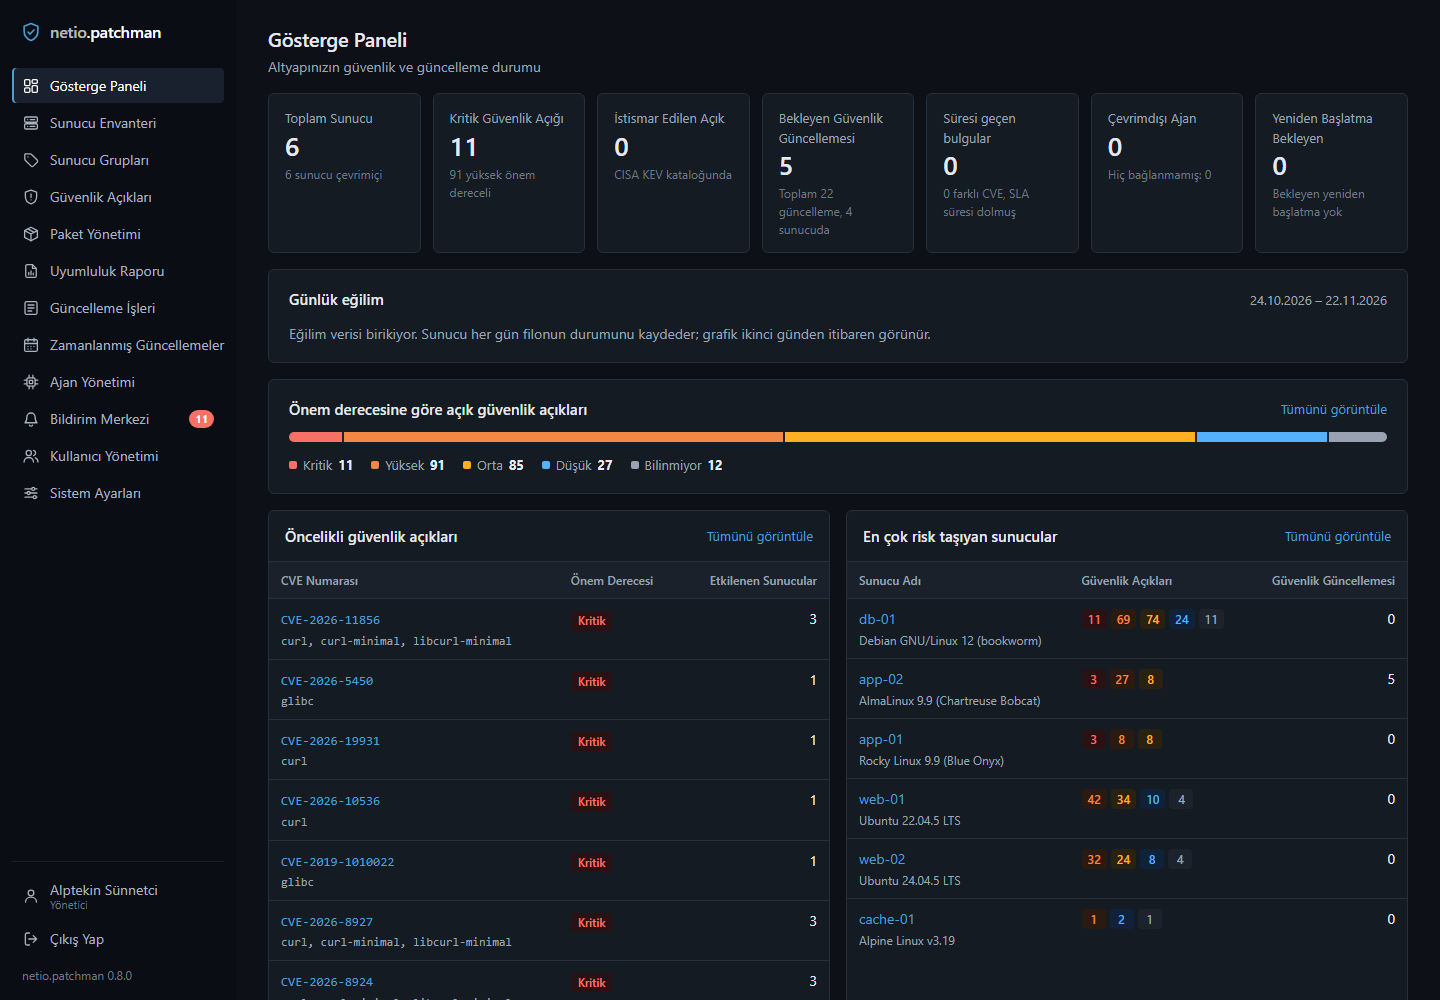 netio.patchman
Gösterge Paneli
Sunucu Envanteri
Sunucu Grupları
Güvenlik Açıkları
Paket Yönetimi
Uyumluluk Raporu
Güncelleme İşleri
Zamanlanmış Güncellemeler
Ajan Yönetimi
Bildirim Merkezi 11
Kullanıcı Yönetimi
Sistem Ayarları
Alptekin Sünnetci
Yönetici
Çıkış Yap
netio.patchman 0.8.0
Gösterge Paneli
Altyapınızın güvenlik ve güncelleme durumu
Toplam Sunucu
6
6 sunucu çevrimiçi
Kritik Güvenlik Açığı
11
91 yüksek önem
dereceli
İstismar Edilen Açık
0
CISA KEV kataloğunda
Bekleyen Güvenlik
Güncellemesi
5
Toplam 22
güncelleme, 4
sunucuda
Süresi geçen
bulgular
0
0 farklı CVE, SLA
süresi dolmuş
Çevrimdışı Ajan
0
Hiç bağlanmamış: 0
Yeniden Başlatma
Bekleyen
0
Bekleyen yeniden
başlatma yok
Günlük eğilim 24.10.2026 – 22.11.2026
Eğilim verisi birikiyor. Sunucu her gün filonun durumunu kaydeder; grafik ikinci günden itibaren görünür.
Önem derecesine göre açık güvenlik açıkları Tümünü görüntüle
Kritik 11 Yüksek 91 Orta 85 Düşük 27 Bilinmiyor 12
Öncelikli güvenlik açıkları Tümünü görüntüle
CVE Numarası Önem Derecesi Etkilenen Sunucular
CVE-2026-11856 Kritik 3
curl, curl-minimal, libcurl-minimal
CVE-2026-5450 Kritik 1
glibc
CVE-2026-19931 Kritik 1
curl
CVE-2026-10536 Kritik 1
curl
CVE-2019-1010022 Kritik 1
glibc
CVE-2026-8927 Kritik 3
curl, curl-minimal, libcurl-minimal
CVE-2026-8924 Kritik 3
En çok risk taşıyan sunucular Tümünü görüntüle
Sunucu Adı Güvenlik Açıkları Güvenlik Güncellemesi
db-01 11 69 74 24 11 0
Debian GNU/Linux 12 (bookworm)
app-02 3 27 8 5
AlmaLinux 9.9 (Chartreuse Bobcat)
app-01 3 8 8 0
Rocky Linux 9.9 (Blue Onyx)
web-01 42 34 10 4 0
Ubuntu 22.04.5 LTS
web-02 32 24 8 4 0
Ubuntu 24.04.5 LTS
cache-01 1 2 1 0
Alpine Linux v3.19